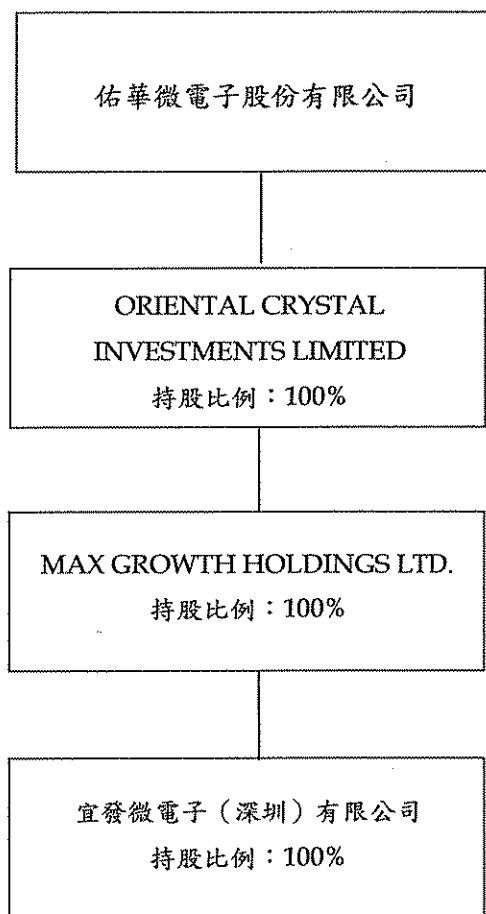 佑華微電子股份有限公司
ORIENTAL CRYSTAL
INVESTMENTS LIMITED
持股比例：100%
MAX GROWTH HOLDINGS LTD.
持股比例：100%
宜發微電子（深圳）有限公司
持股比例：100%